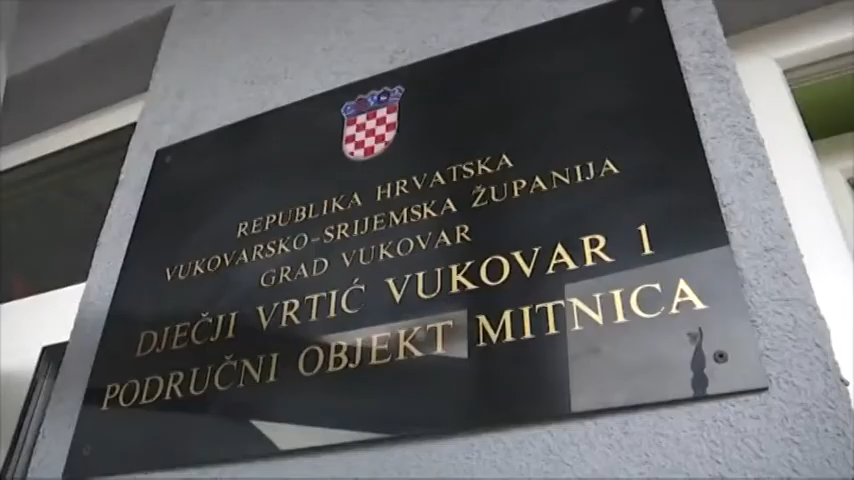 REPUBLIKA HRVATSKA
VUKOVARSKO-SRIJEMSKA ŽUPANIJA
GRAD VUKOVAR
DJEČJI VRTIĆ VUKOVAR 1
PODRUČNI OBJEKT MITNICA